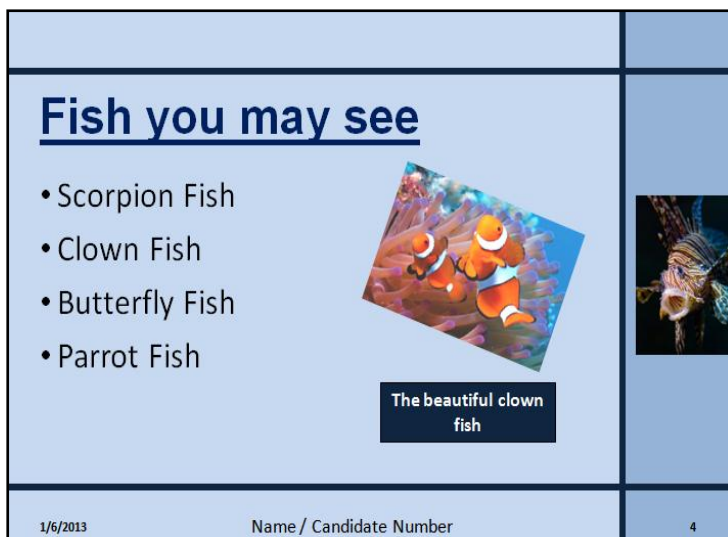 Fish you may see
• Scorpion Fish
• Clown Fish
• Butterfly Fish
• Parrot Fish
The beautiful clown
fish
1/6/2013
Name / Candidate Number
4